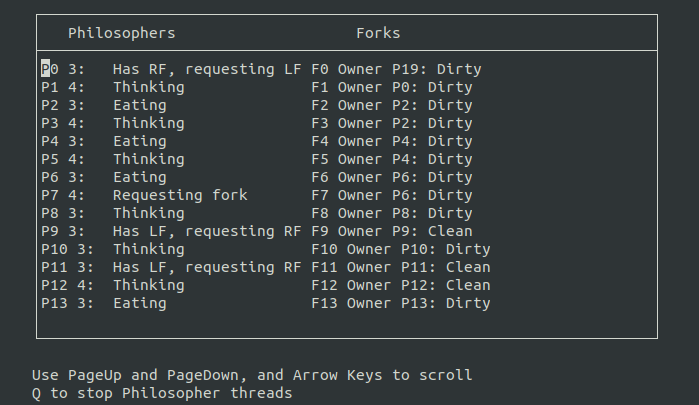 Philosophers Forks
P0 3: Has RF, requesting LF F0 Owner P19: Dirty
P1 4: Thinking F1 Owner P0: Dirty
P2 3: Eating F2 Owner P2: Dirty
P3 4: Thinking F3 Owner P2: Dirty
P4 3: Eating F4 Owner P4: Dirty
P5 4: Thinking F5 Owner P4: Dirty
P6 3: Eating F6 Owner P6: Dirty
P7 4: Requesting fork F7 Owner P6: Dirty
P8 3: Thinking F8 Owner P8: Dirty
P9 3: Has LF, requesting RF F9 Owner P9: Clean
P10 3: Thinking F10 Owner P10: Dirty
P11 3: Has LF, requesting RF F11 Owner P11: Clean
P12 4: Thinking F12 Owner P12: Clean
P13 3: Eating F13 Owner P13: Dirty
Use PageUp and PageDown, and Arrow Keys to scroll
Q to stop Philosopher threads